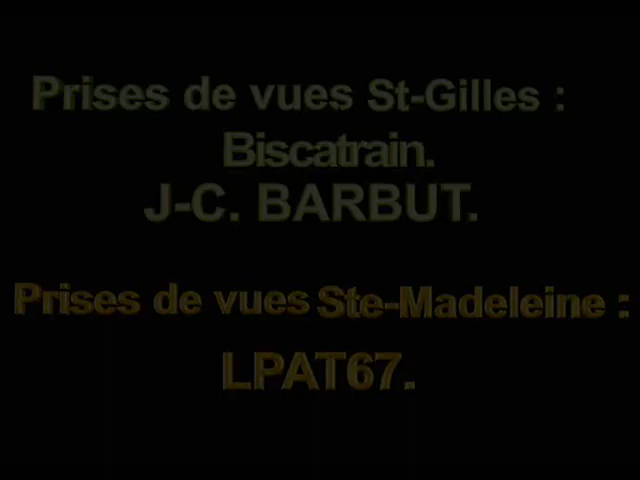 Prises de vues St-Gilles :
Biscatrain.
J-C. BARBUT.
Prises de vues Ste-Madeleine :
LPAT67.